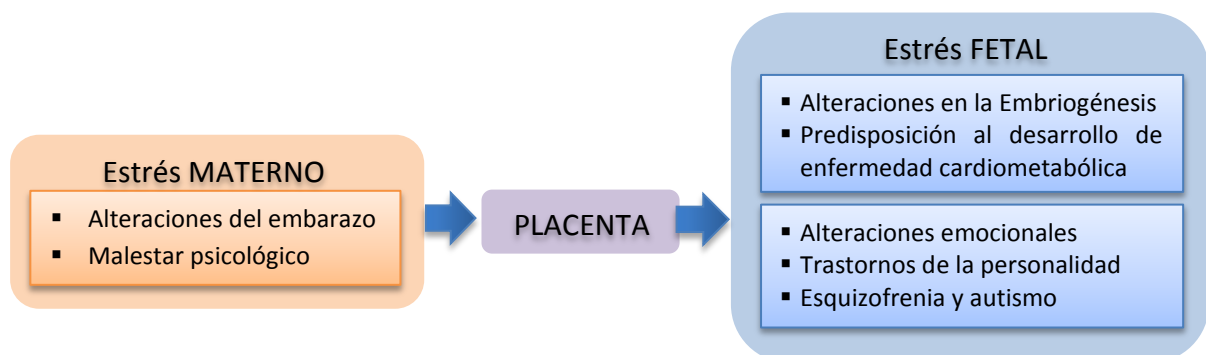 Estrés MATERNO
▪ Alteraciones del embarazo
▪ Malestar psicológico
PLACENTA
Estrés FETAL
▪ Alteraciones en la Embriogénesis
▪ Predisposición al desarrollo de
enfermedad cardiometabólica
▪ Alteraciones emocionales
▪ Trastornos de la personalidad
▪ Esquizofrenia y autismo